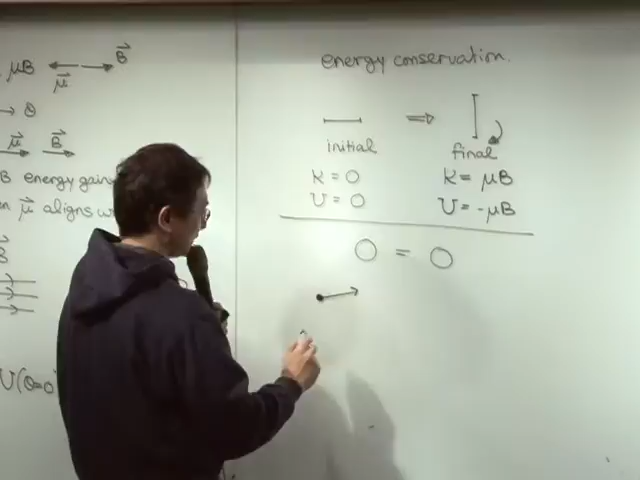 μB
μ⃗
B⃗
→ θ
μ⃗ B⃗
B energy gain
n μ⃗ aligns w
U(θ=0
energy conservation.
⇒
initial
final
K = 0
K = μB
U = 0
U = -μB
0 = 0